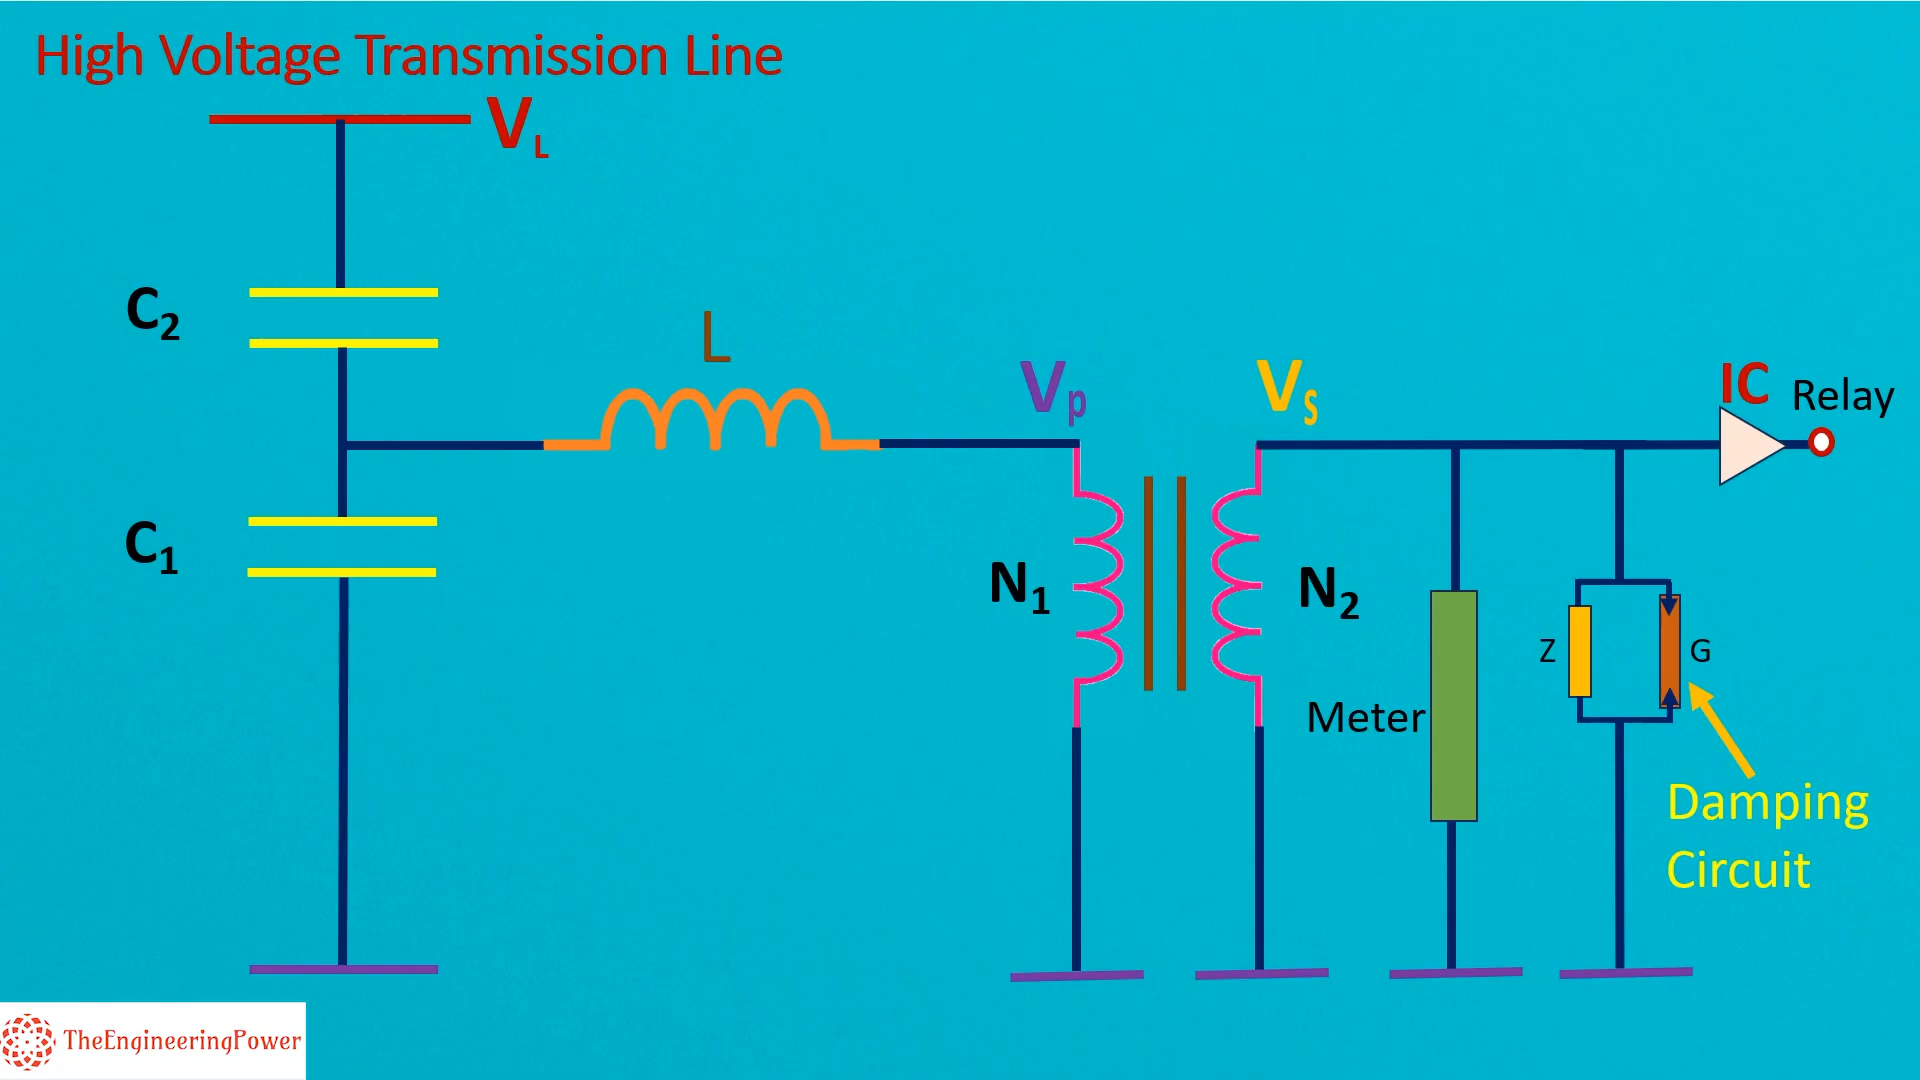 High Voltage Transmission Line
VL
C2
L
Vp
Vs
IC
Relay
C1
N1
N2
Z
G
Meter
Damping
Circuit
TheEngineeringPower